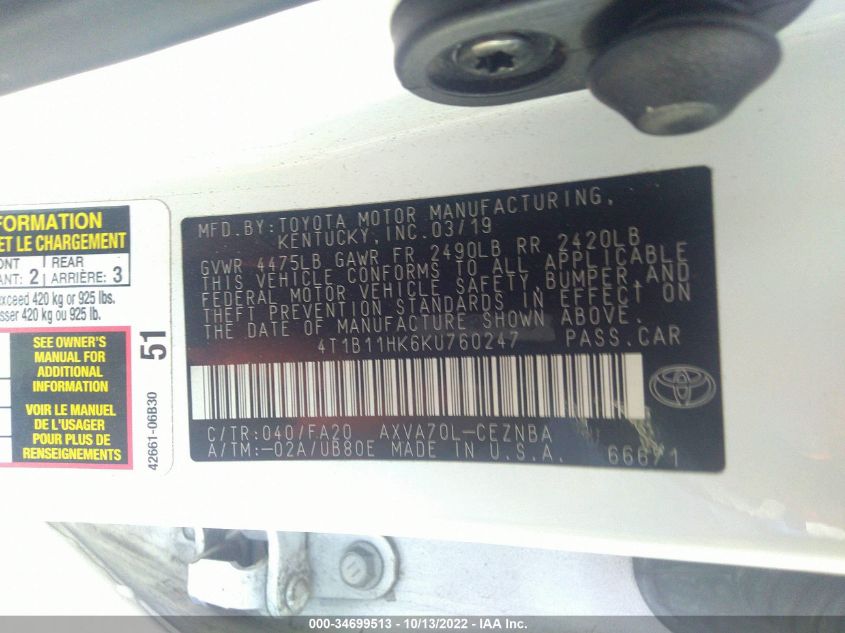 FORMATION
ET LE CHARGEMENT
ONT | REAR
ANT: 2 | ARRIÈRE: 3
exceed 420 kg or 925 lbs.
sser 420 kg ou 925 lb.
SEE OWNER'S
MANUAL FOR
ADDITIONAL
INFORMATION
VOIR LE MANUEL
DE L'USAGER
POUR PLUS DE
RENSEIGNEMENTS
51
42661-06B30
MFD.BY:TOYOTA MOTOR MANUFACTURING,
KENTUCKY,INC.03/19
GVWR 4475LB GAWR FR 2490LB RR 2420LB
THIS VEHICLE CONFORMS TO ALL APPLICABLE
FEDERAL MOTOR VEHICLE SAFETY,BUMPER,AND
THEFT PREVENTION STANDARDS IN EFFECT ON
THE DATE OF MANUFACTURE SHOWN ABOVE.
4T1B11HK6KU760247 PASS.CAR
C/TR:040/FA20 AXVA70L-CEZNBA
A/TM:-02A/UB80E MADE IN U.S.A. 66671
000-34699513 - 10/13/2022 - IAA Inc.